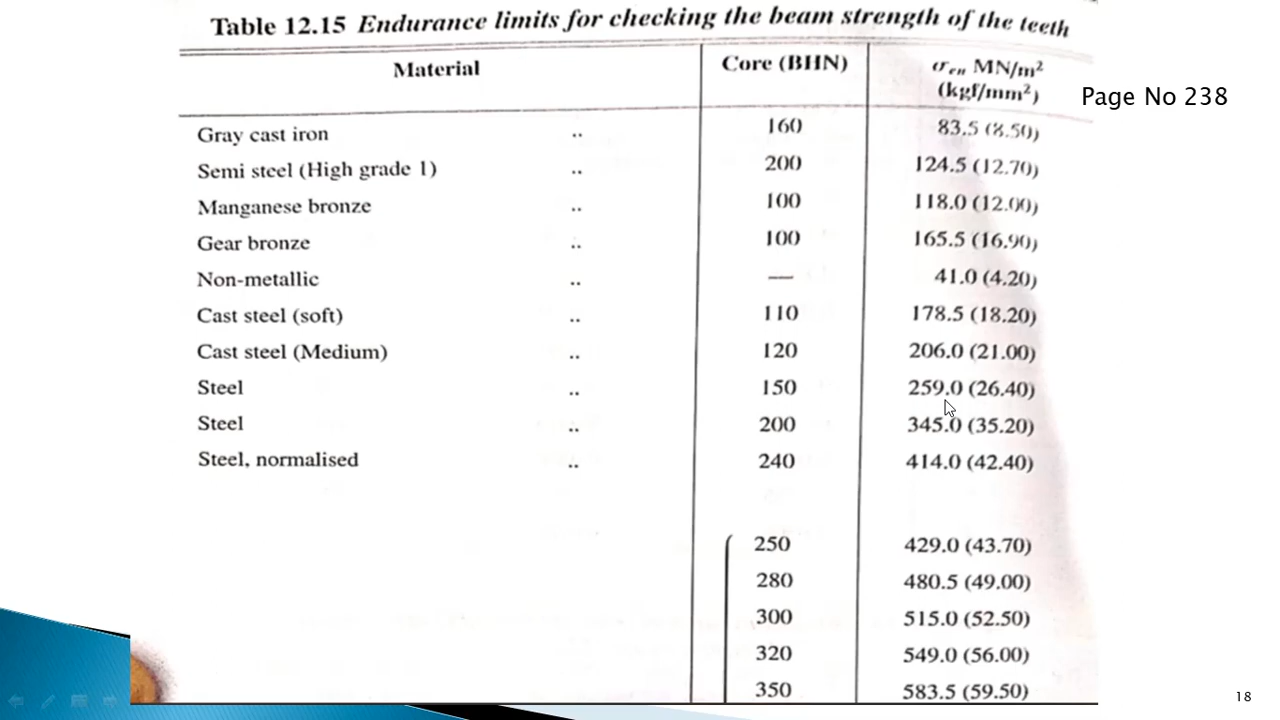 Table 12.15 Endurance limits for checking the beam strength of the teeth
Material Core (BHN) σen MN/m²
(kgf/mm²)
Page No 238
Gray cast iron .. 160 83.5 (8.50)
Semi steel (High grade 1) .. 200 124.5 (12.70)
Manganese bronze .. 100 118.0 (12.00)
Gear bronze .. 100 165.5 (16.90)
Non-metallic .. — 41.0 (4.20)
Cast steel (soft) .. 110 178.5 (18.20)
Cast steel (Medium) .. 120 206.0 (21.00)
Steel .. 150 259.0 (26.40)
Steel .. 200 345.0 (35.20)
Steel, normalised .. 240 414.0 (42.40)
250 429.0 (43.70)
280 480.5 (49.00)
300 515.0 (52.50)
320 549.0 (56.00)
350 583.5 (59.50)
18